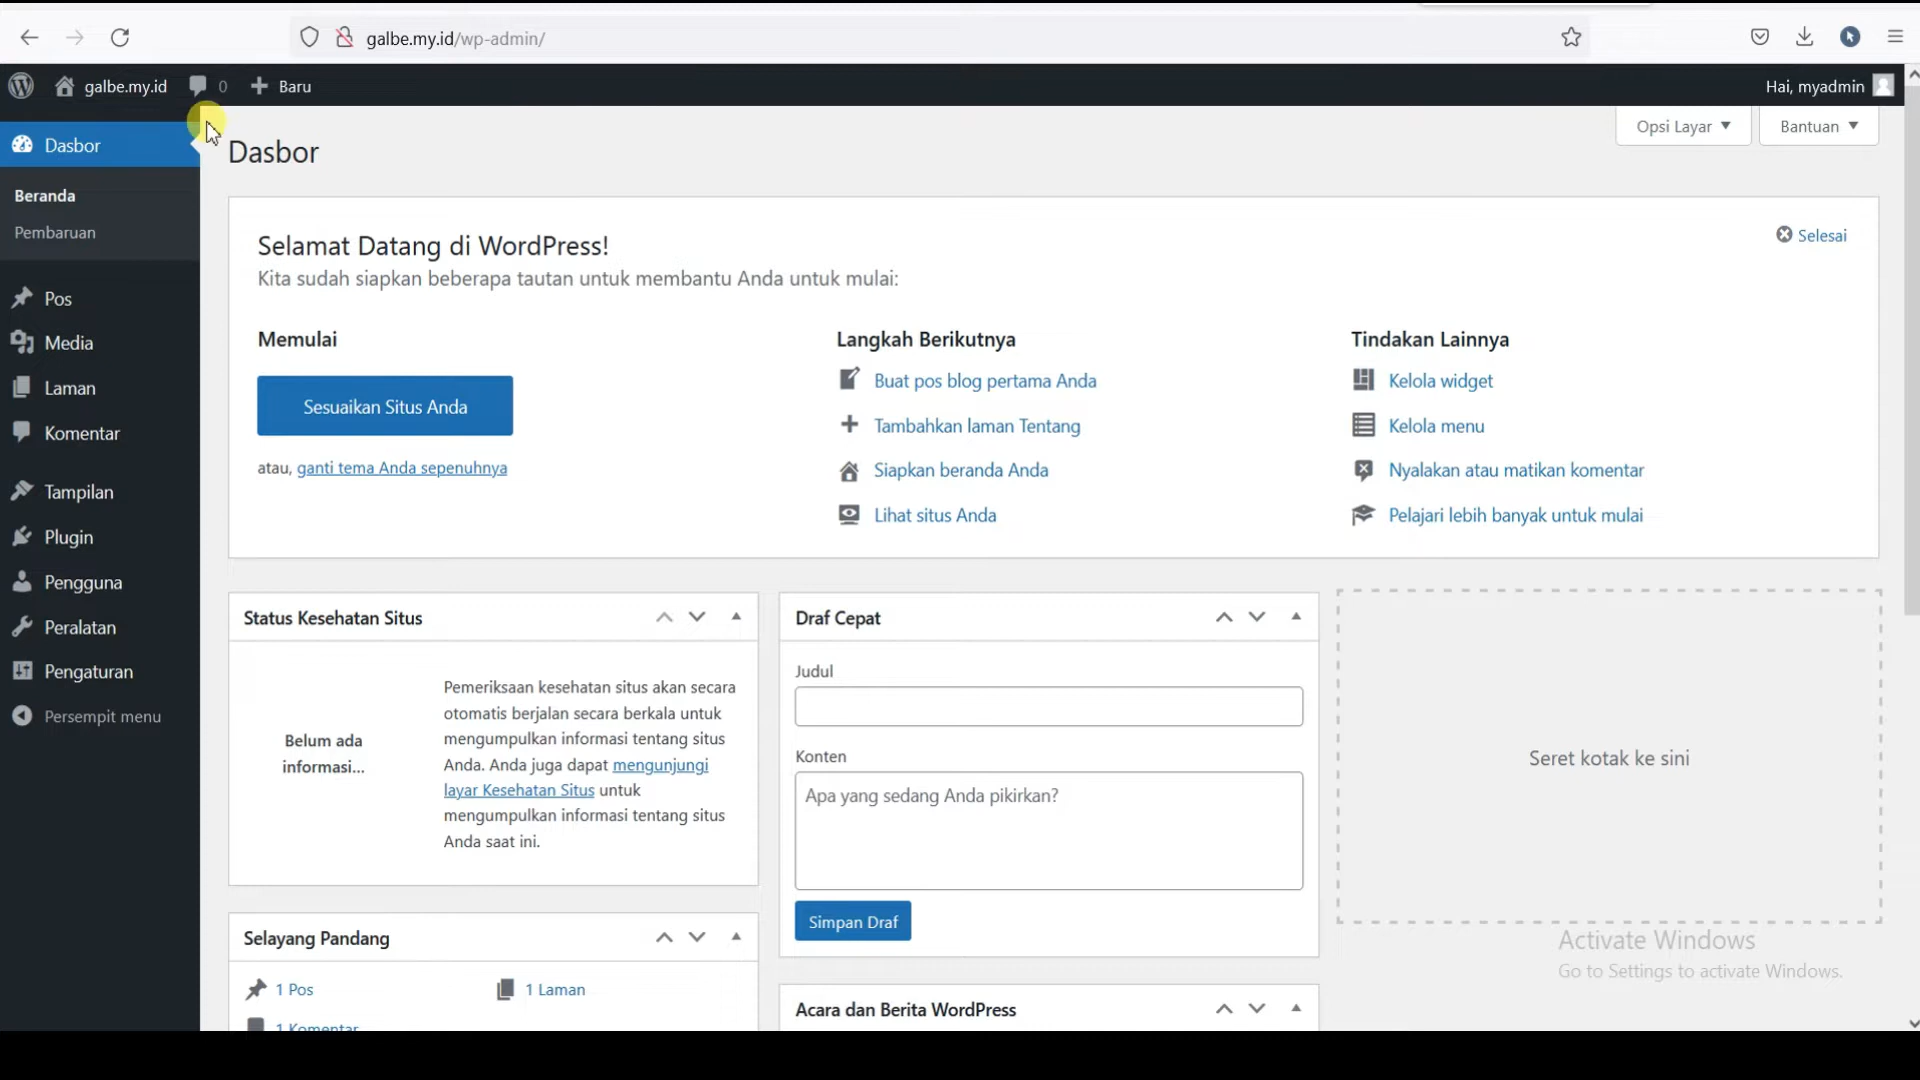 galbe.my.id/wp-admin/
galbe.my.id
0
Baru
Hai, myadmin
Opsi Layar
Bantuan
Dasbor
Beranda
Pembaruan
Pos
Media
Laman
Komentar
Tampilan
Plugin
Pengguna
Peralatan
Pengaturan
Persempit menu
Dasbor
Selamat Datang di WordPress!
Kita sudah siapkan beberapa tautan untuk membantu Anda untuk mulai:
Selesai
Memulai
Sesuaikan Situs Anda
atau, ganti tema Anda sepenuhnya
Langkah Berikutnya
Buat pos blog pertama Anda
Tambahkan laman Tentang
Siapkan beranda Anda
Lihat situs Anda
Tindakan Lainnya
Kelola widget
Kelola menu
Nyalakan atau matikan komentar
Pelajari lebih banyak untuk mulai
Status Kesehatan Situs
Belum ada
informasi...
Pemeriksaan kesehatan situs akan secara
otomatis berjalan secara berkala untuk
mengumpulkan informasi tentang situs
Anda. Anda juga dapat mengunjungi
layar Kesehatan Situs untuk
mengumpulkan informasi tentang situs
Anda saat ini.
Selayang Pandang
1 Pos
1 Laman
1 Komentar
Draf Cepat
Judul
Konten
Apa yang sedang Anda pikirkan?
Simpan Draf
Acara dan Berita WordPress
Seret kotak ke sini
Activate Windows
Go to Settings to activate Windows.